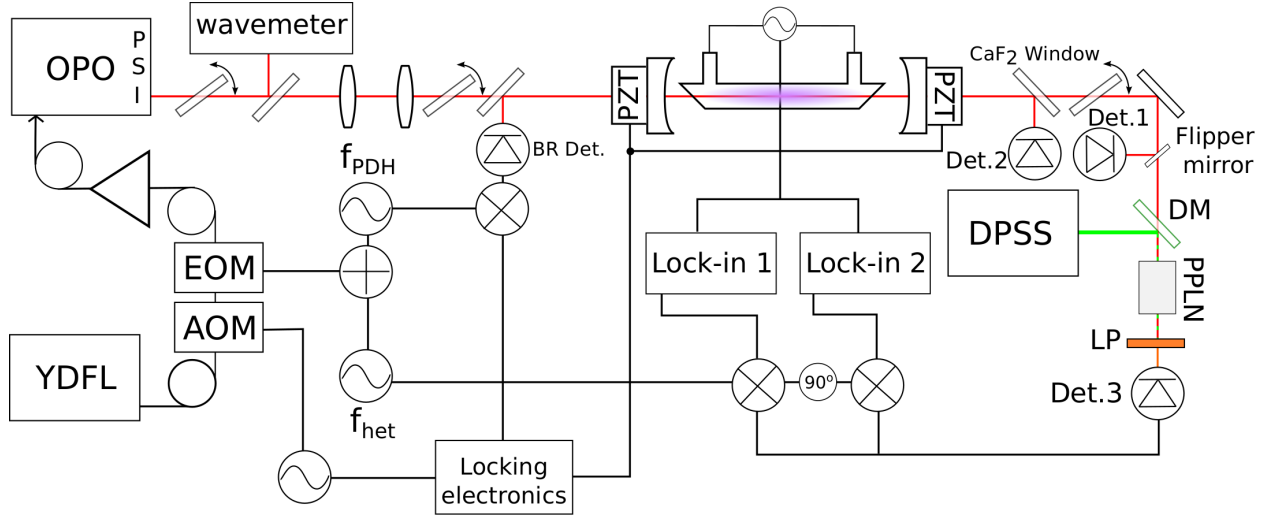 wavemeter
OPO
P
S
I
CaF2 Window
PZT
PZT
Det.1
BR Det.
Det.2
Flipper
mirror
fPDH
DM
DPSS
Lock-in 1
Lock-in 2
EOM
PPLN
AOM
LP
YDFL
90o
Det.3
fhet
Locking
electronics